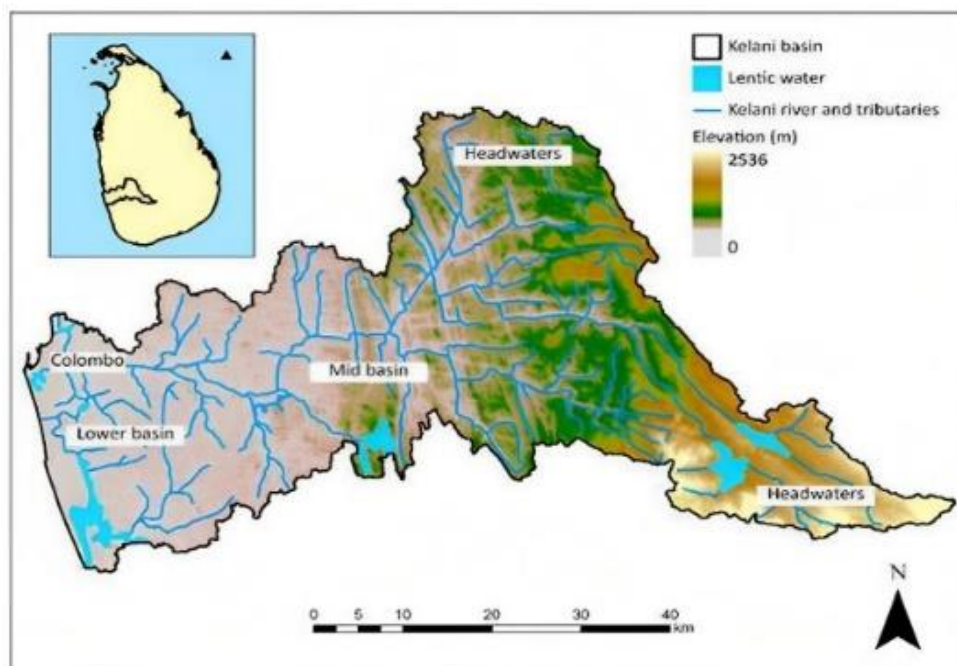 Kelani basin
Lentic water
Kelani river and tributaries
Elevation (m)
2536
0
Headwaters
Colombo
Mid basin
Lower basin
Headwaters
N
0 5 10 20 30 40
km